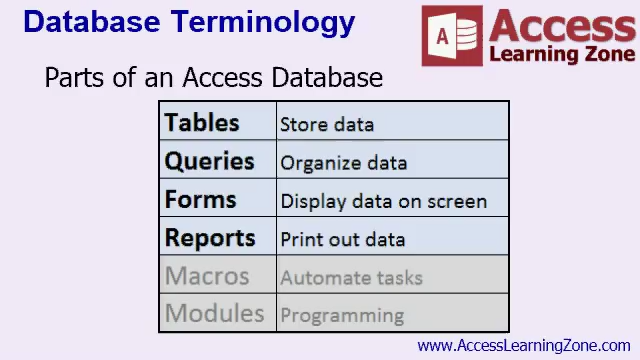 Database Terminology
A
Access
Learning Zone
Parts of an Access Database
Tables Store data
Queries Organize data
Forms Display data on screen
Reports Print out data
Macros Automate tasks
Modules Programming
www.AccessLearningZone.com